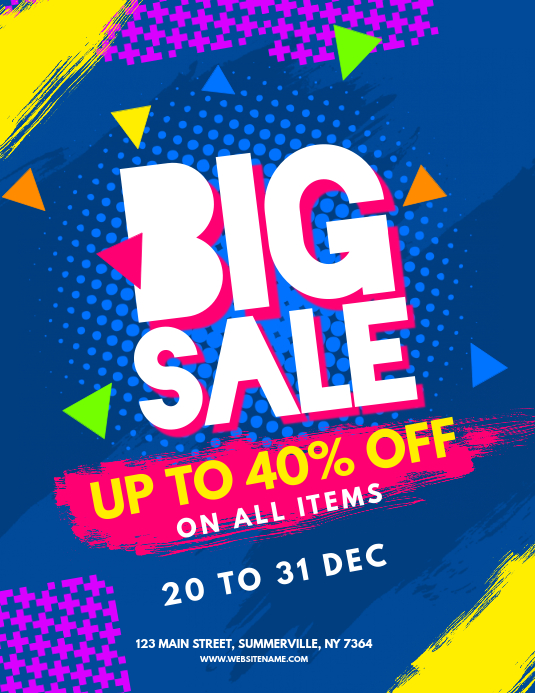 BIG
SALE
UP TO 40% OFF
ON ALL ITEMS
20 TO 31 DEC
123 MAIN STREET, SUMMERVILLE, NY 7364
WWW.WEBSITENAME.COM